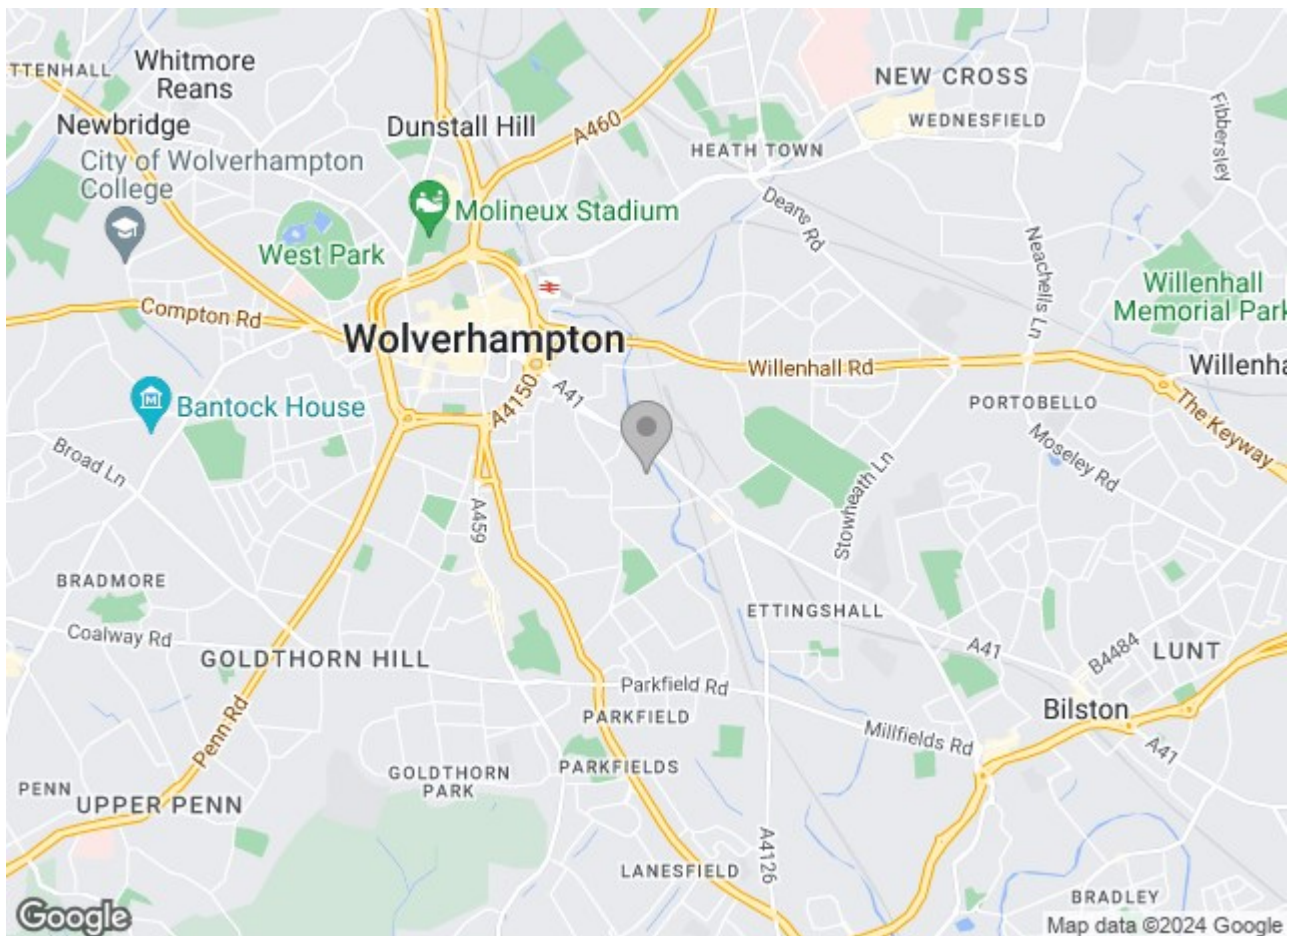 Whitmore
Reans
TTENHALL
NEW CROSS
Fibbersley
Newbridge
Dunstall Hill
A460
WEDNESFIELD
City of Wolverhampton
College
HEATH TOWN
Molineux Stadium
Deans Rd
West Park
Neachells Ln
Willenhall
Memorial Park
Compton Rd
Wolverhampton
Willenhall Rd
Willenha
A4150
A41
Bantock House
PORTOBELLO
The Keyway
Broad Ln
Moseley Rd
Stowheath Ln
A459
BRADMORE
ETTINGSHALL
Coalway Rd
A41
B4484
LUNT
GOLDTHORN HILL
Parkfield Rd
PARKFIELD
Bilston
Penn Rd
Millfields Rd
A41
GOLDTHORN
PARK
PARKFIELDS
PENN
UPPER PENN
A4126
LANESFIELD
BRADLEY
Google
Map data ©2024 Google